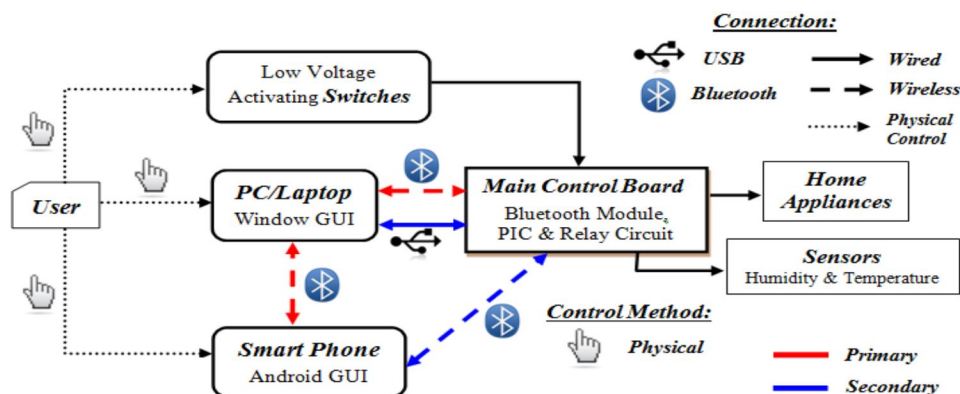 Connection:
USB
Wired
Bluetooth
Wireless
Physical
Control
Low Voltage
Activating Switches
User
PC/Laptop
Window GUI
Main Control Board
Bluetooth Module,
PIC & Relay Circuit
Home
Appliances
Sensors
Humidity & Temperature
Smart Phone
Android GUI
Control Method:
Physical
Primary
Secondary